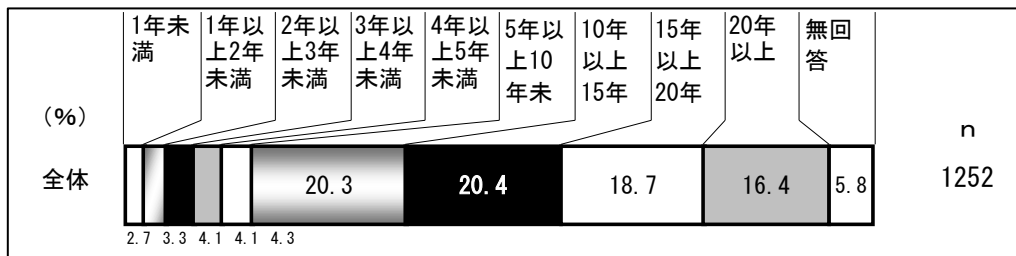 1年未満
1年以上2年未満
2年以上3年未満
3年以上4年未満
4年以上5年未満
5年以上10年未
10年以上15年
15年以上20年
20年以上
無回答
(%)
n
全体
20.3
20.4
18.7
16.4
5.8
1252
2.7
3.3
4.1
4.1
4.3